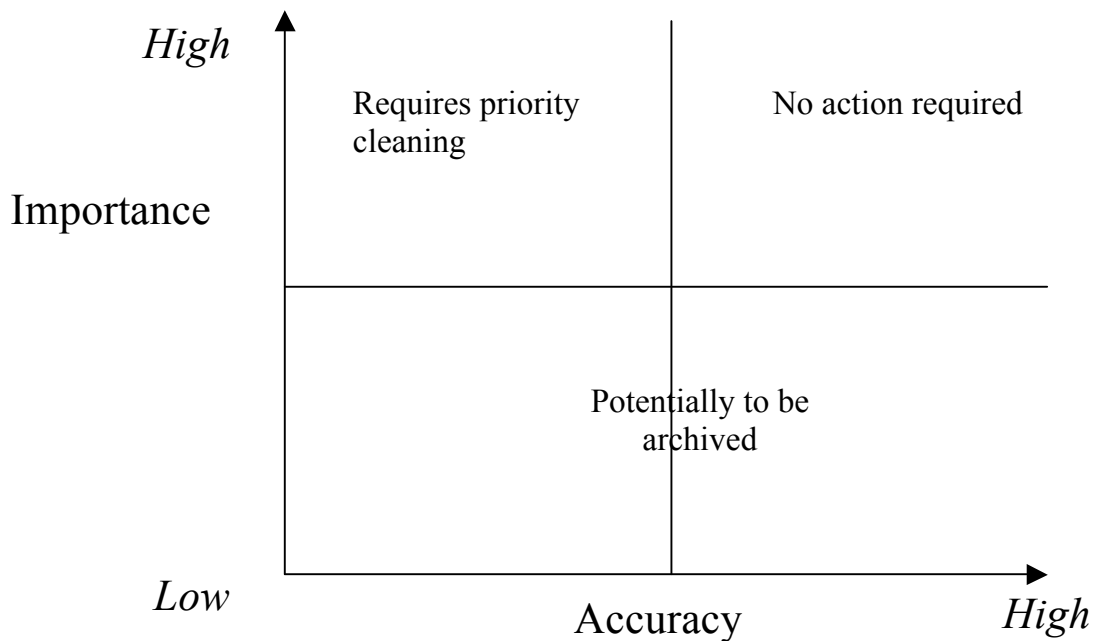 High
Requires priority
cleaning
No action required
Importance
Potentially to be
archived
Low
Accuracy
High